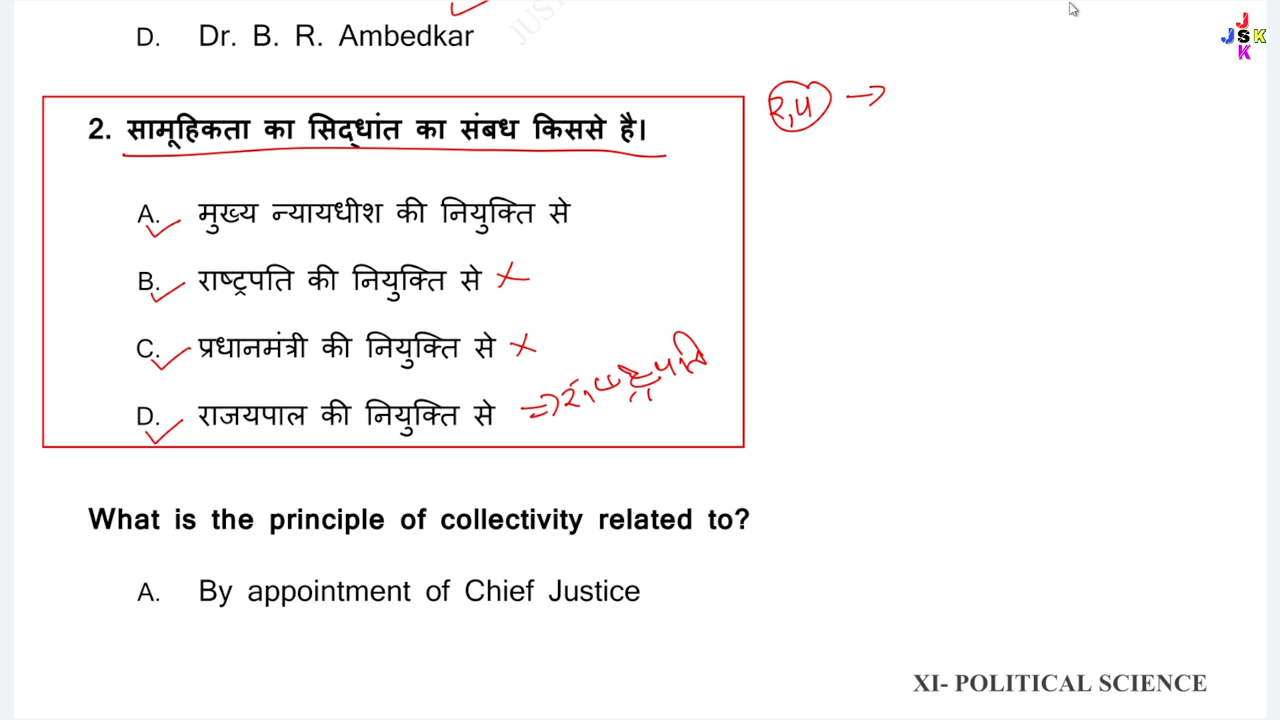 D. Dr. B. R. Ambedkar
2. सामूहिकता का सिद्धांत का संबध किससे है।
A. मुख्य न्यायधीश की नियुक्ति से
B. राष्ट्रपति की नियुक्ति से
C. प्रधानमंत्री की नियुक्ति से
D. राजयपाल की नियुक्ति से
What is the principle of collectivity related to?
A. By appointment of Chief Justice
XI- POLITICAL SCIENCE
J
JSK
K